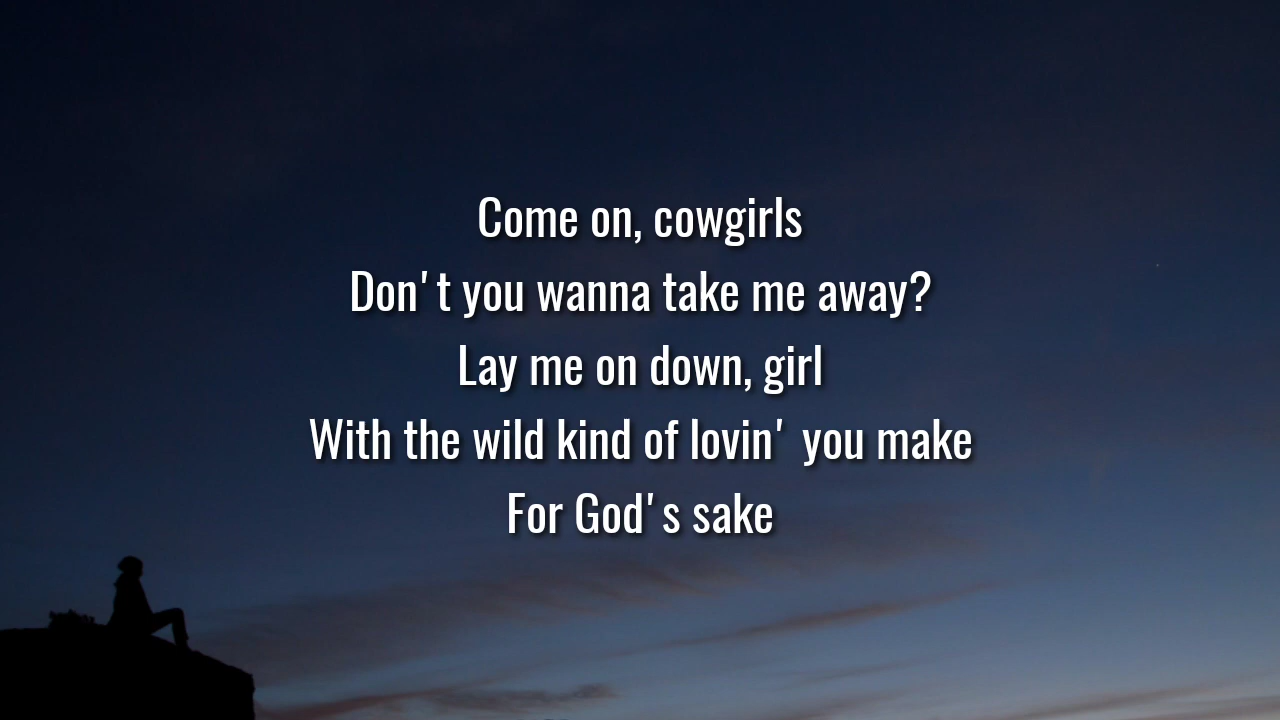 Come on, cowgirls
Don't you wanna take me away?
Lay me on down, girl
With the wild kind of lovin' you make
For God's sake